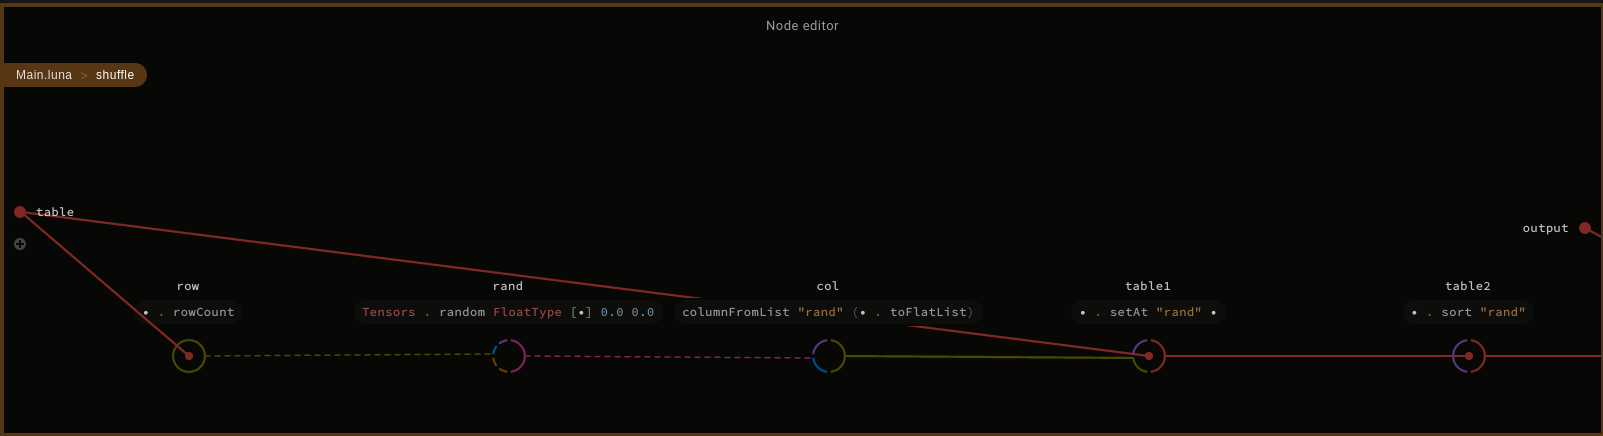 Node editor
Main.luna > shuffle
table
output
row
rand
col
table1
table2
• . rowCount
Tensors . random FloatType [•] 0.0 0.0
columnFromList "rand" (• . toFlatList)
• . setAt "rand" •
• . sort "rand"